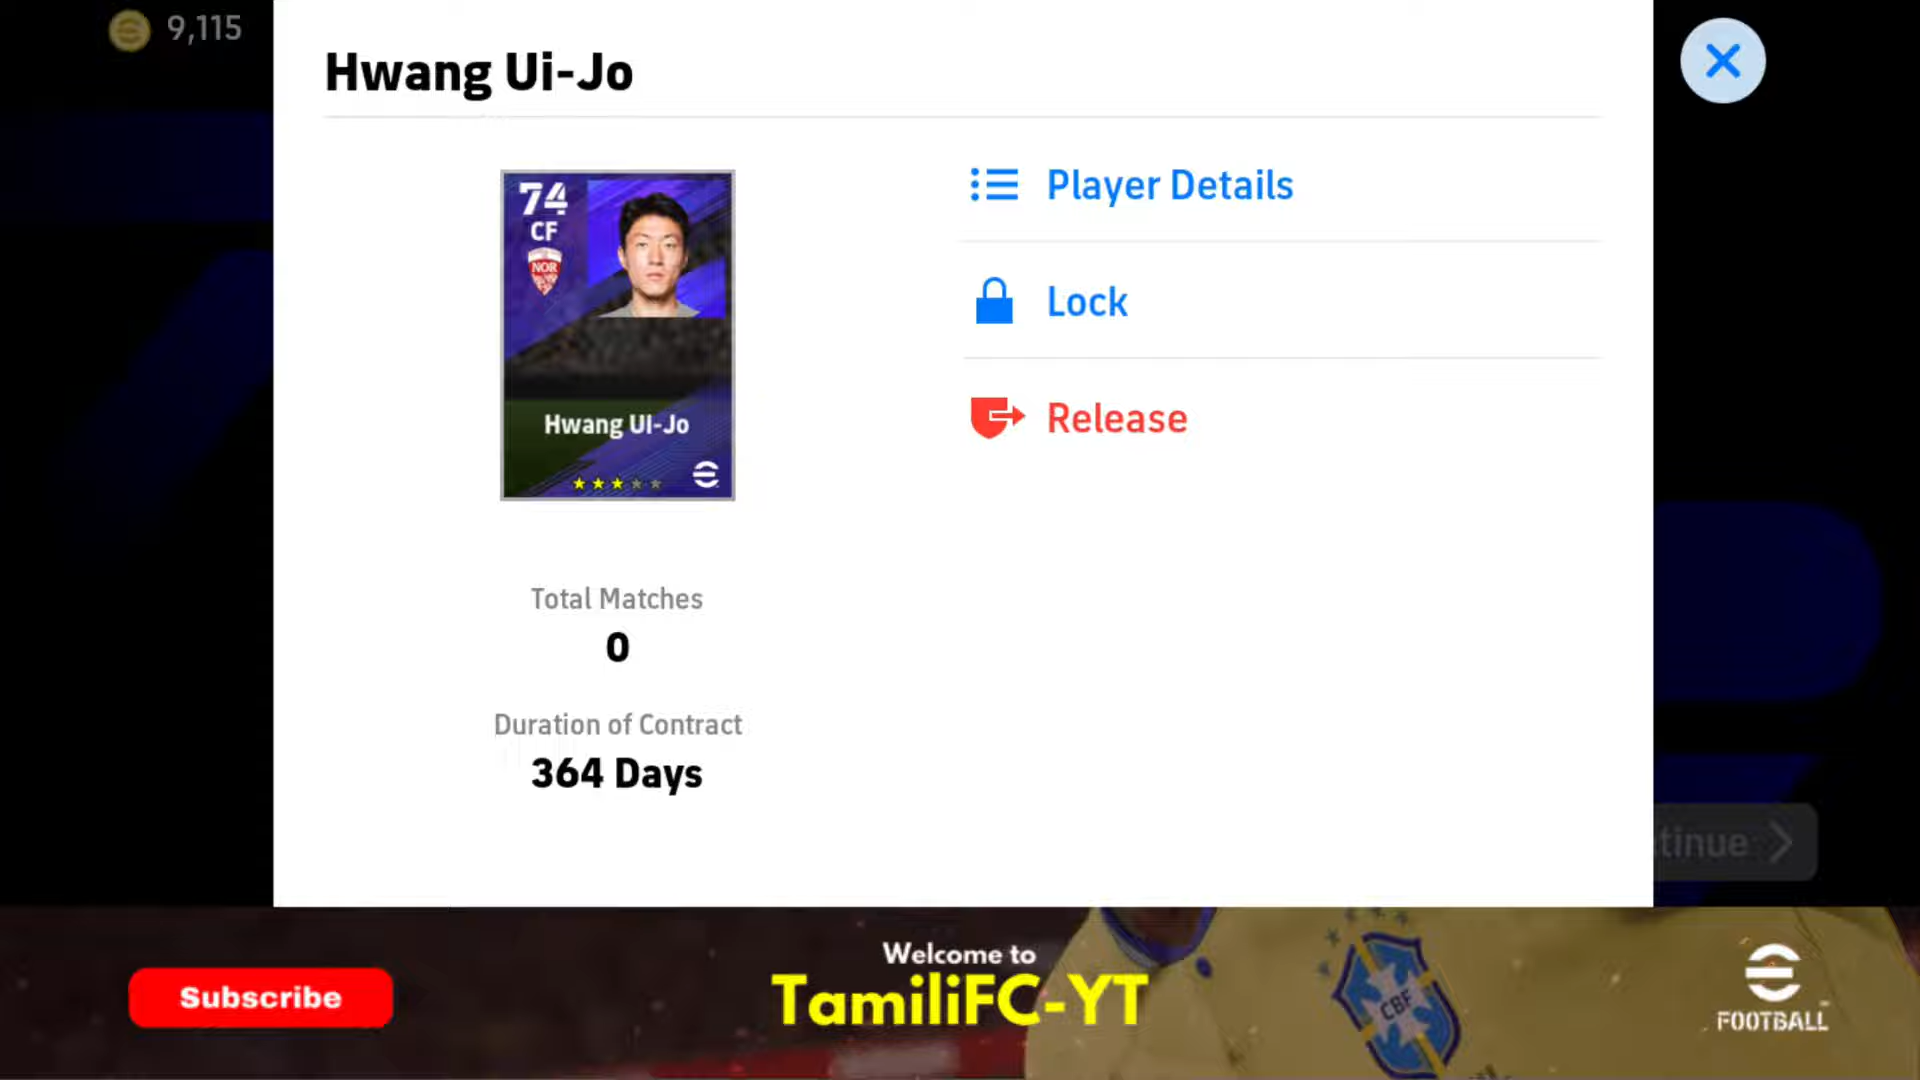 9,115
Hwang Ui-Jo
74
CF
NOR
Hwang Ui-Jo
Player Details
Lock
Release
Total Matches
0
Duration of Contract
364 Days
tinue
Welcome to
TamiliFC-YT
Subscribe
CBF
FOOTBALL